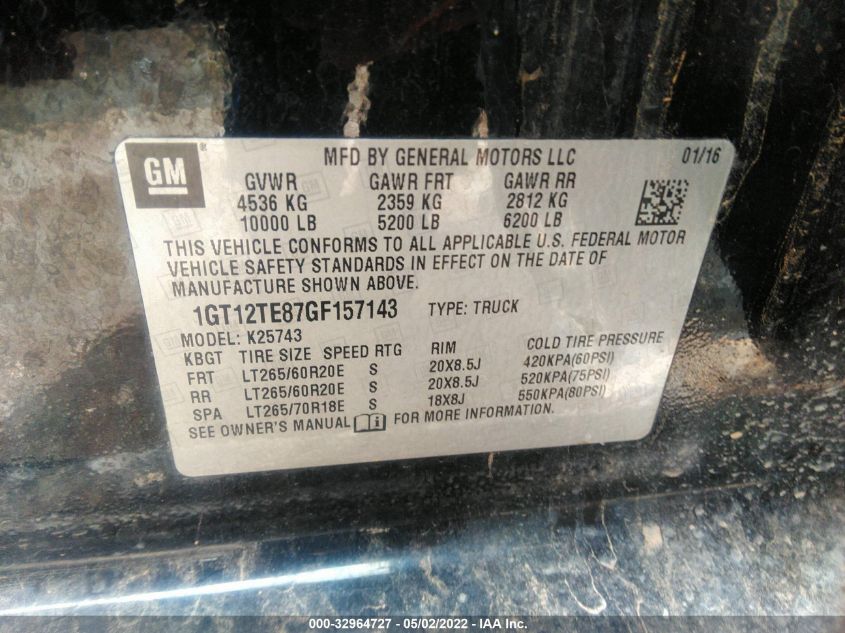 GM ® MFD BY GENERAL MOTORS LLC 01/16
GVWR GAWR FRT GAWR RR
4536 KG 2359 KG 2812 KG
10000 LB 5200 LB 6200 LB
THIS VEHICLE CONFORMS TO ALL APPLICABLE U.S. FEDERAL MOTOR
VEHICLE SAFETY STANDARDS IN EFFECT ON THE DATE OF
MANUFACTURE SHOWN ABOVE.
1GT12TE87GF157143 TYPE: TRUCK
MODEL: K25743
KBGT TIRE SIZE SPEED RTG RIM COLD TIRE PRESSURE
FRT LT265/60R20E S 20X8.5J 420KPA(60PSI)
RR LT265/60R20E S 20X8.5J 520KPA(75PSI)
SPA LT265/70R18E S 18X8J 550KPA(80PSI)
SEE OWNER'S MANUAL i FOR MORE INFORMATION.
000-32964727 - 05/02/2022 - IAA Inc.